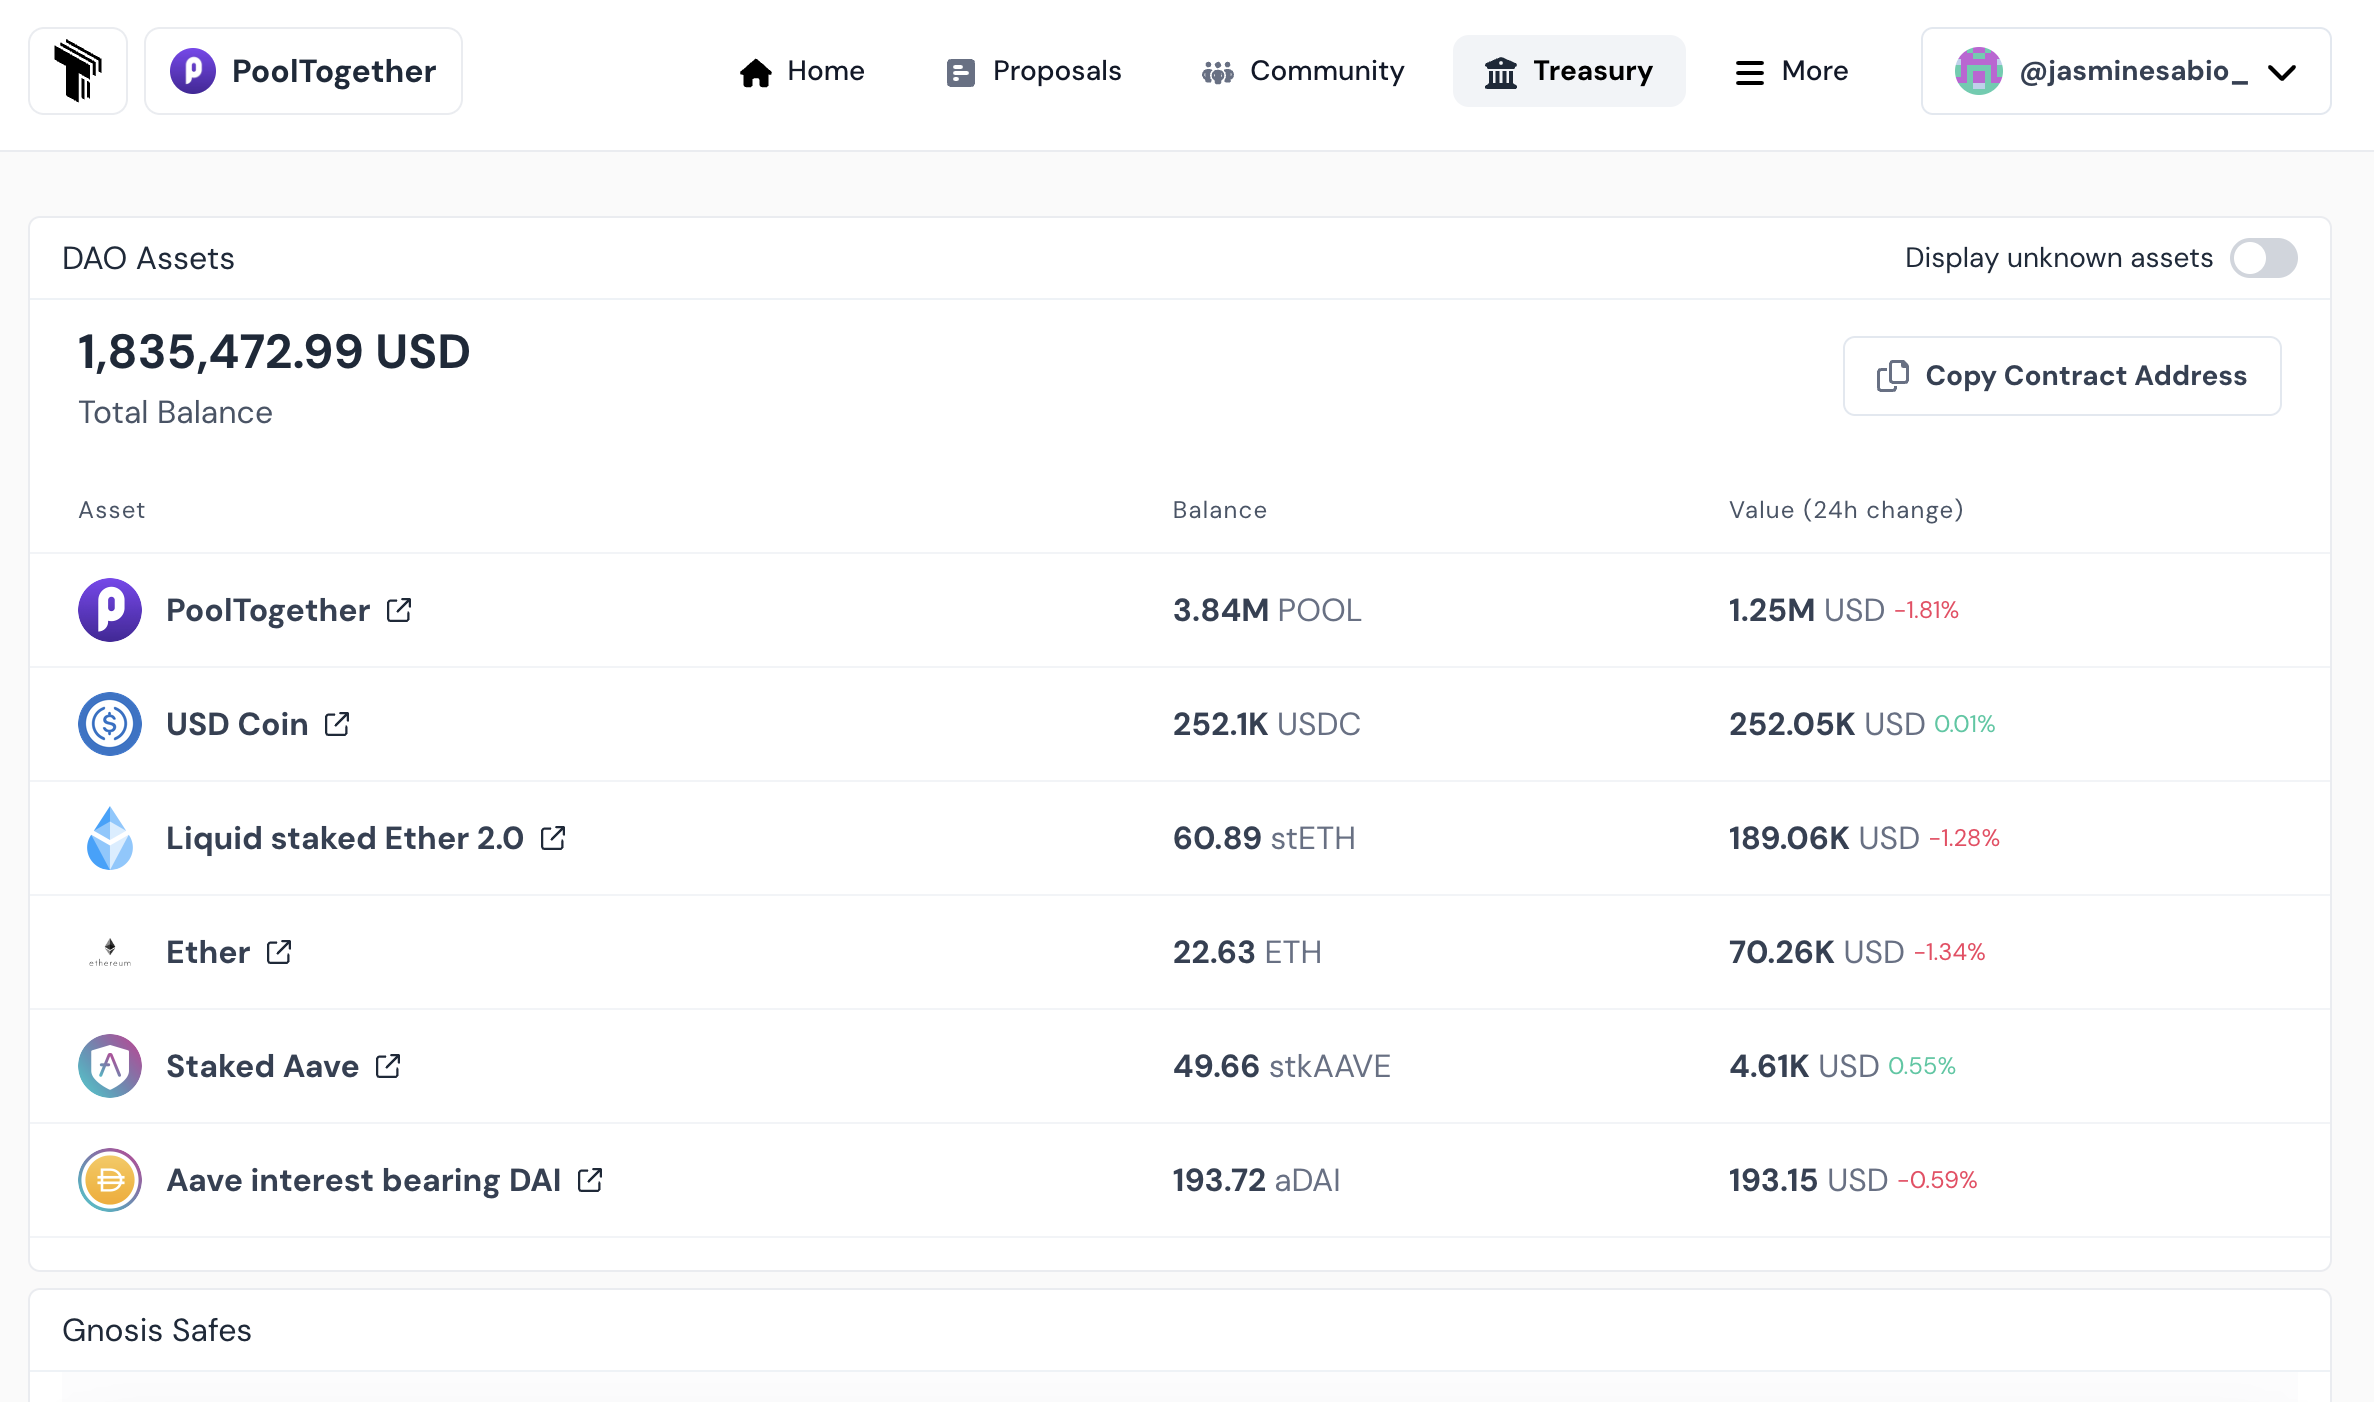 PoolTogether Home Proposals Community Treasury More @jasminesabio_
DAO Assets Display unknown assets
1,835,472.99 USD
Total Balance
Copy Contract Address
Asset Balance Value (24h change)
PoolTogether 3.84M POOL 1.25M USD -1.81%
USD Coin 252.1K USDC 252.05K USD 0.01%
Liquid staked Ether 2.0 60.89 stETH 189.06K USD -1.28%
ethereum Ether 22.63 ETH 70.26K USD -1.34%
Staked Aave 49.66 stkAAVE 4.61K USD 0.55%
Aave interest bearing DAI 193.72 aDAI 193.15 USD -0.59%
Gnosis Safes